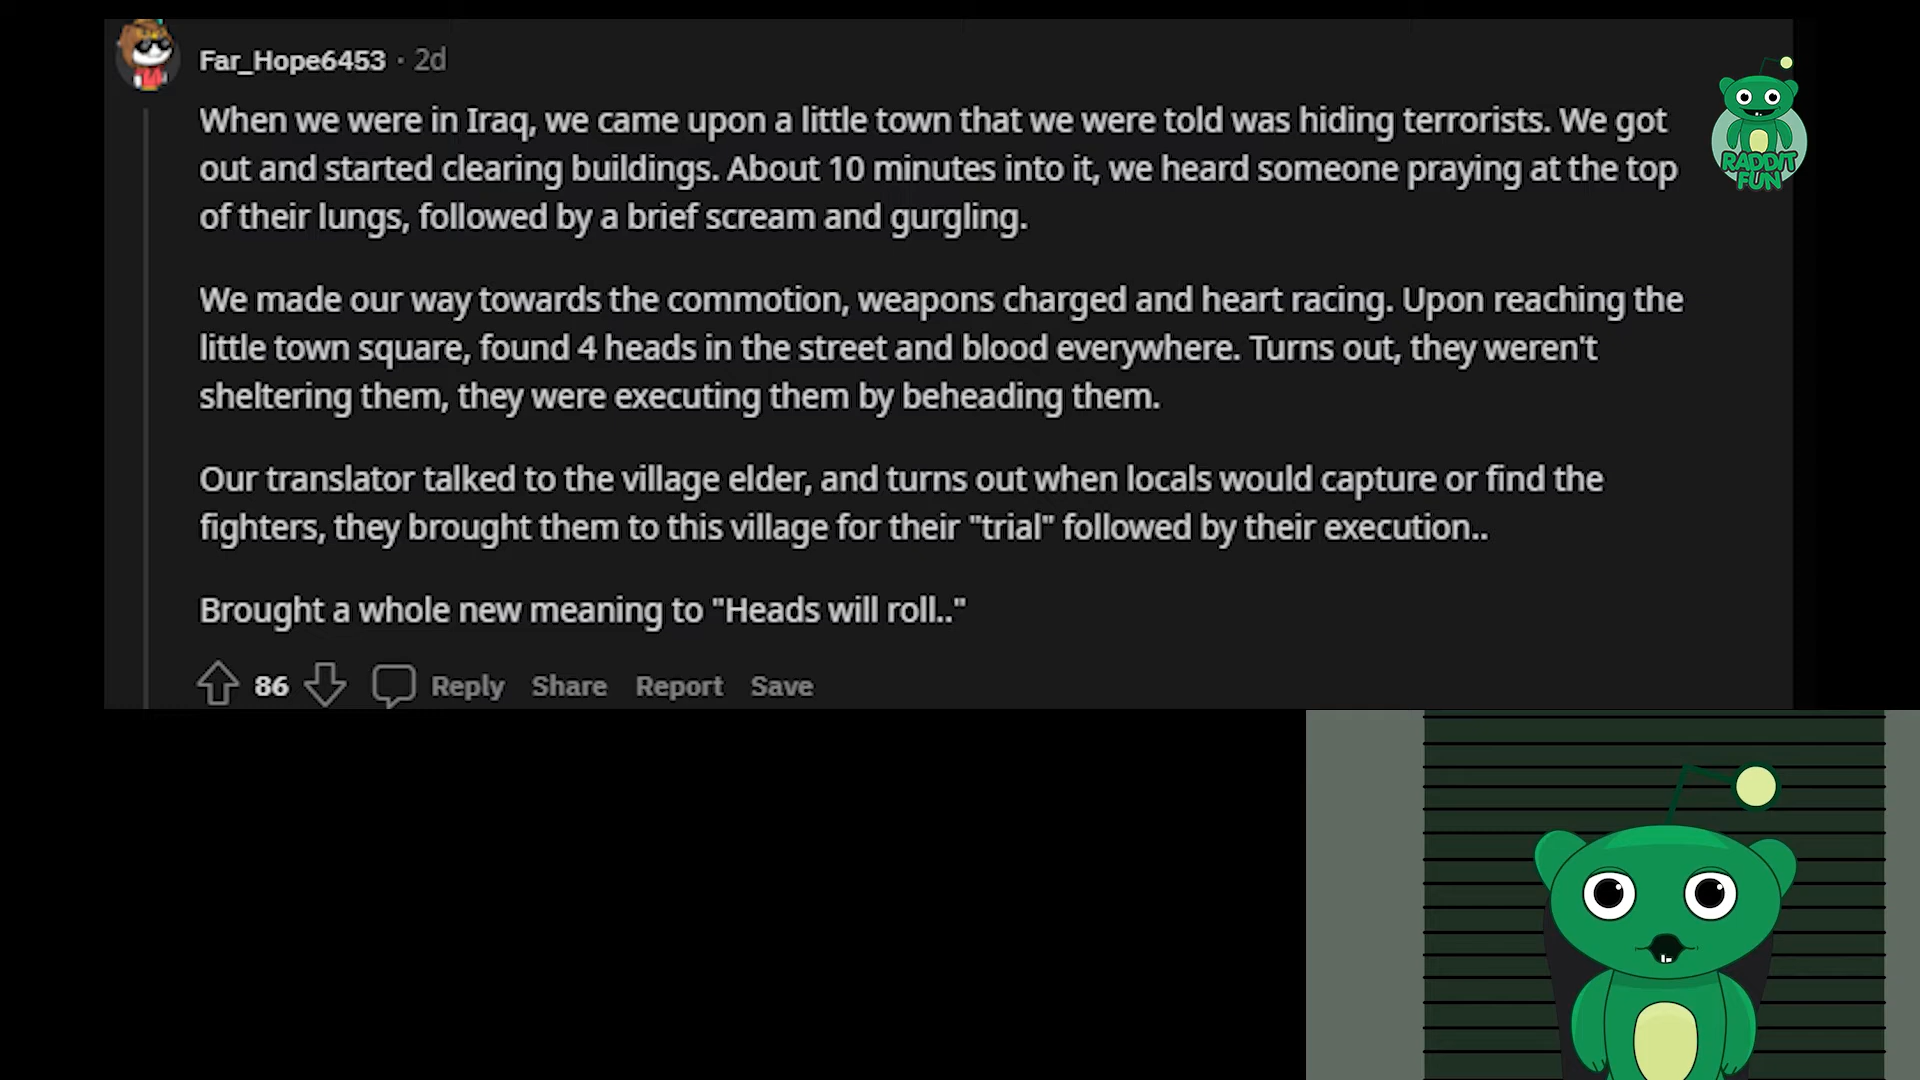 Far_Hope6453 · 2d
When we were in Iraq, we came upon a little town that we were told was hiding terrorists. We got
out and started clearing buildings. About 10 minutes into it, we heard someone praying at the top
of their lungs, followed by a brief scream and gurgling.
We made our way towards the commotion, weapons charged and heart racing. Upon reaching the
little town square, found 4 heads in the street and blood everywhere. Turns out, they weren't
sheltering them, they were executing them by beheading them.
Our translator talked to the village elder, and turns out when locals would capture or find the
fighters, they brought them to this village for their "trial" followed by their execution..
Brought a whole new meaning to "Heads will roll.."
86 Reply Share Report Save
RADDIT
FUN